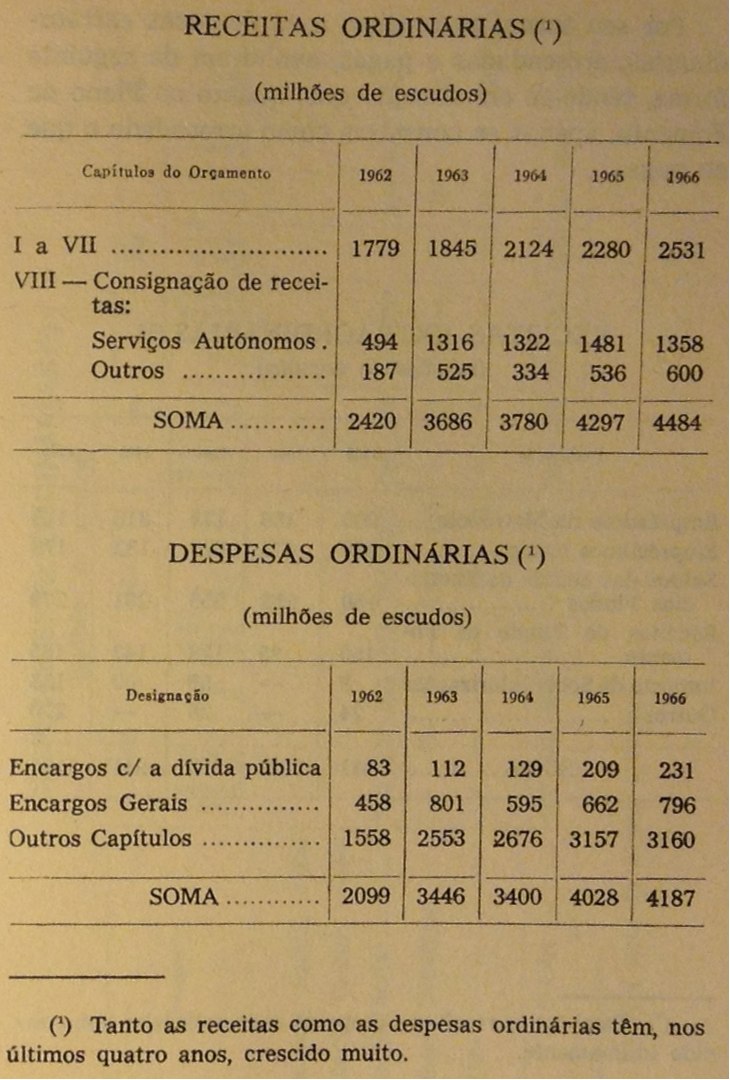 RECEITAS ORDINÁRIAS (¹)
(milhões de escudos)
Capítulos do Orçamento 1962 1963 1964 1965 1966
I a VII ........................... 1779 1845 2124 2280 2531
VIII — Consignação de recei-
tas:
Serviços Autónomos . 494 1316 1322 1481 1358
Outros .................. 187 525 334 536 600
SOMA ............ 2420 3686 3780 4297 4484
DESPESAS ORDINÁRIAS (¹)
(milhões de escudos)
Designação 1962 1963 1964 1965 1966
Encargos c/ a dívida pública 83 112 129 209 231
Encargos Gerais ............... 458 801 595 662 796
Outros Capítulos ............... 1558 2553 2676 3157 3160
SOMA ............ 2099 3446 3400 4028 4187
(¹) Tanto as receitas como as despesas ordinárias têm, nos
últimos quatro anos, crescido muito.